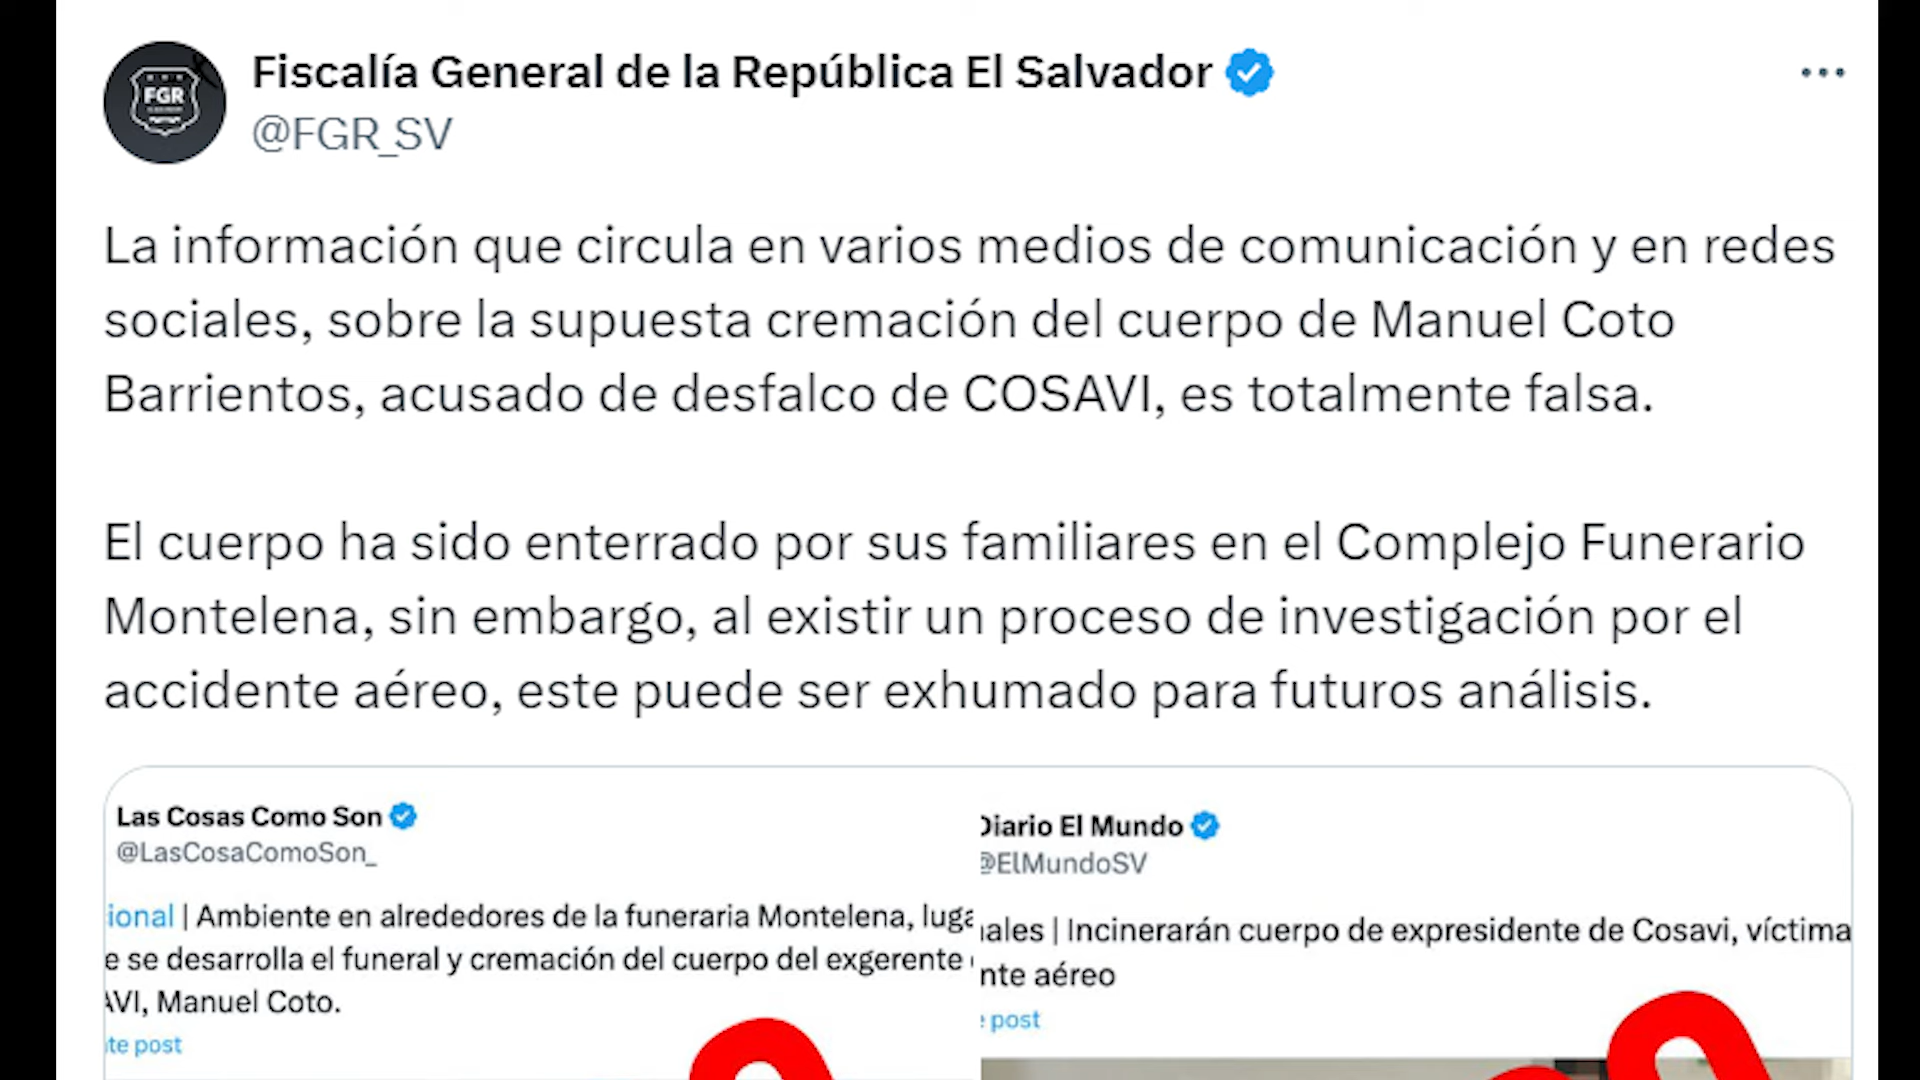 FGR
Fiscalía General de la República El Salvador
@FGR_SV
La información que circula en varios medios de comunicación y en redes
sociales, sobre la supuesta cremación del cuerpo de Manuel Coto
Barrientos, acusado de desfalco de COSAVI, es totalmente falsa.
El cuerpo ha sido enterrado por sus familiares en el Complejo Funerario
Montelena, sin embargo, al existir un proceso de investigación por el
accidente aéreo, este puede ser exhumado para futuros análisis.
Las Cosas Como Son
@LasCosaComoSon_
ional | Ambiente en alrededores de la funeraria Montelena, luga
e se desarrolla el funeral y cremación del cuerpo del exgerente
AVI, Manuel Coto.
te post
Diario El Mundo
@ElMundoSV
ales | Incinerarán cuerpo de expresidente de Cosavi, víctima
nte aéreo
e post